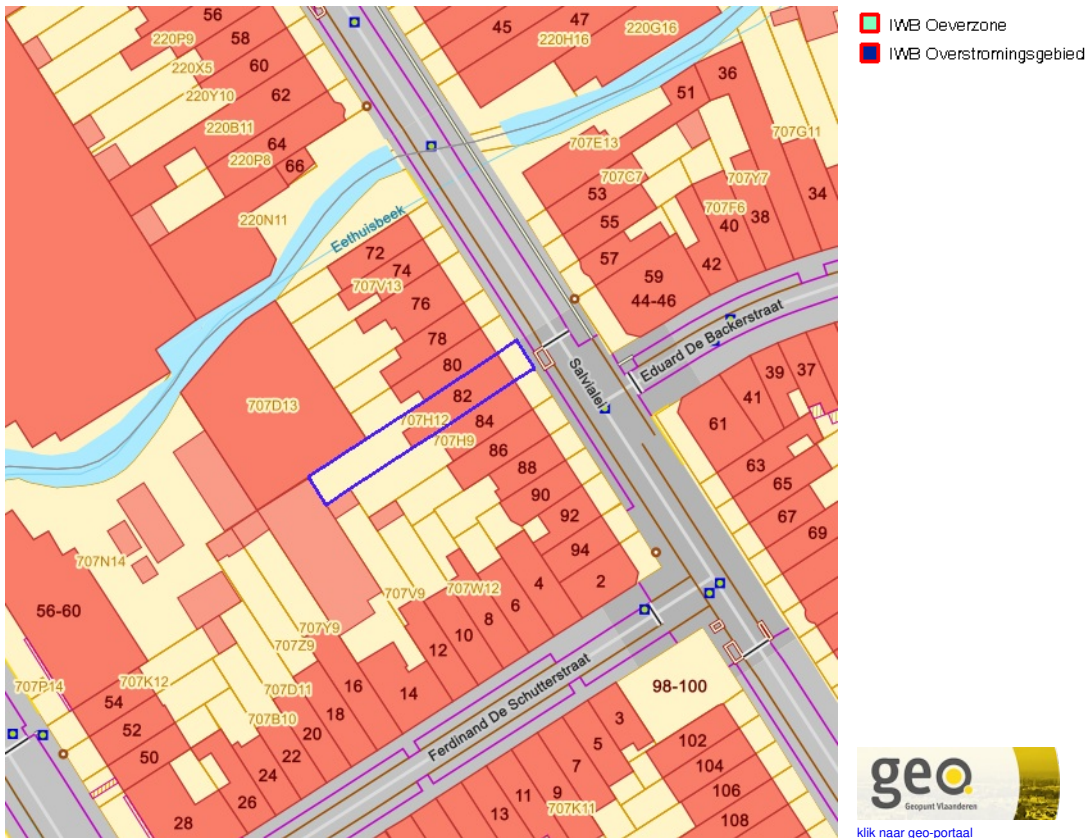 IWB Oeverzone
IWB Overstromingsgebied
56
58
60
62
64
66
220P9
220X5
220Y10
220B11
220P8
220N11
45
47
220H16
220G16
36
51
707E13
707G11
707C7
707Y7
707F6
53
55
57
59
44-46
42
40
38
34
Eethuisbeek
72
74
707V13
76
78
80
82
84
86
88
90
92
94
2
707H12
707H9
707D13
Salvialei
Eduard De Backerstraat
61
41
39
37
63
65
67
69
707N14
56-60
707V9
707W12
707Y9
707Z9
707D11
707B10
707K12
707P14
54
52
50
28
26
24
22
20
18
16
14
12
10
8
6
4
Ferdinand De Schutterstraat
98-100
102
104
106
108
3
5
7
9
11
13
707K11
geo.
Geopunt Vlaanderen
klik naar geo-portaal